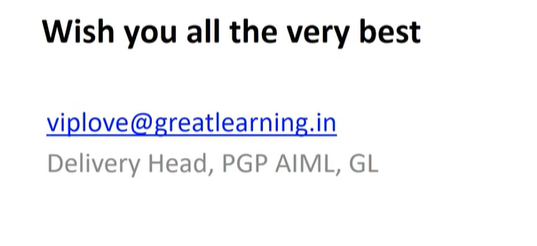 Wish you all the very best
viplove@greatlearning.in
Delivery Head, PGP AIML, GL